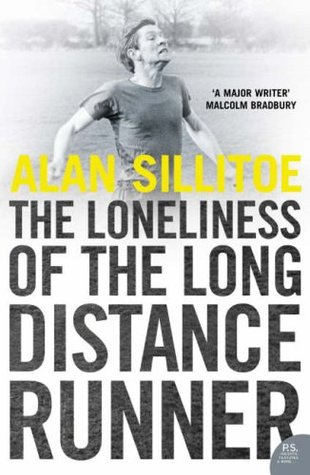 'A MAJOR WRITER'
MALCOLM BRADBURY
ALAN SILLITOE
THE LONELINESS
OF THE LONG
DISTANCE
RUNNER
P.S.